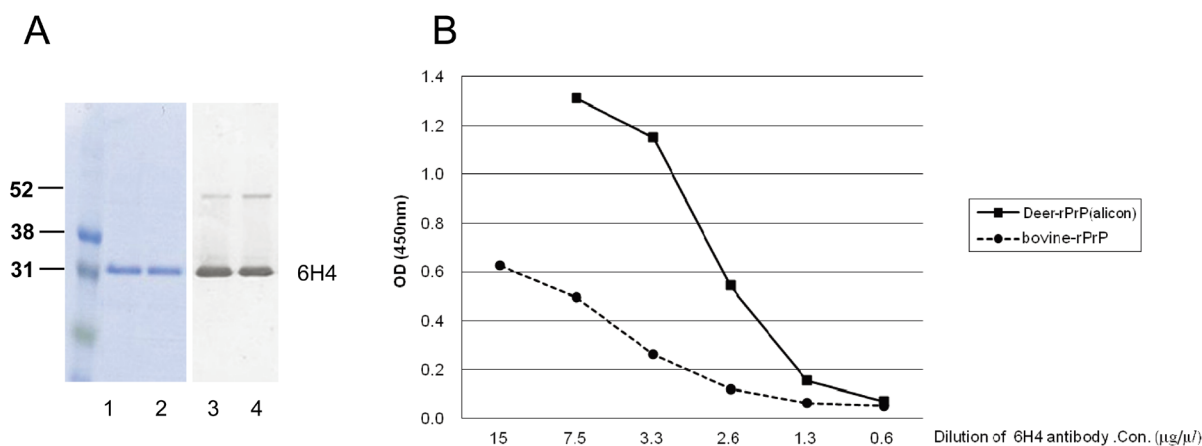 A
B
52
38
31
6H4
1 2 3 4
1.4
1.2
1.0
0.8
0.6
0.4
0.2
0.0
OD (450nm)
15 7.5 3.3 2.6 1.3 0.6
Dilution of 6H4 antibody .Con.
Deer-rPrP(alicon)
bovine-rPrP